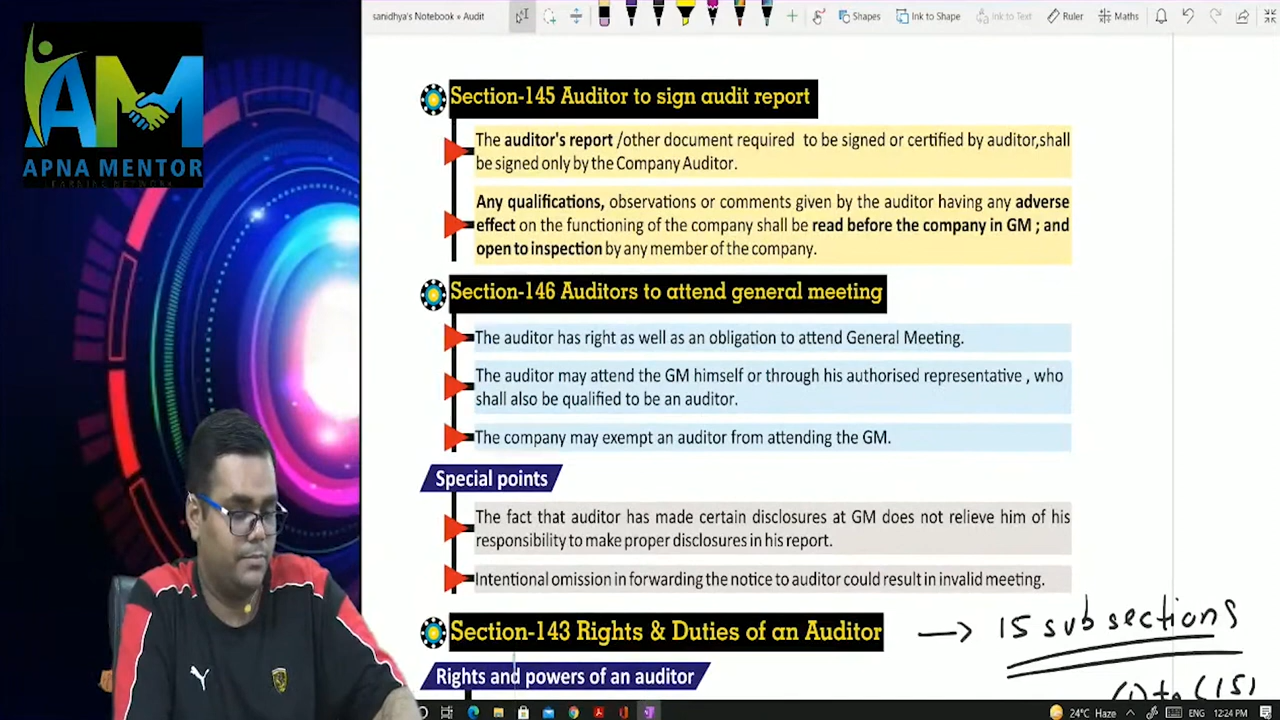 sanidhya's Notebook » Audit
Shapes
Ink to Shape
Ink to Text
Ruler
Maths
AM
APNA MENTOR
LEARNING NETWORK
Section-145 Auditor to sign audit report
The auditor's report /other document required to be signed or certified by auditor,shall
be signed only by the Company Auditor.
Any qualifications, observations or comments given by the auditor having any adverse
effect on the functioning of the company shall be read before the company in GM ; and
open to inspection by any member of the company.
Section-146 Auditors to attend general meeting
The auditor has right as well as an obligation to attend General Meeting.
The auditor may attend the GM himself or through his authorised representative , who
shall also be qualified to be an auditor.
The company may exempt an auditor from attending the GM.
Special points
The fact that auditor has made certain disclosures at GM does not relieve him of his
responsibility to make proper disclosures in his report.
Intentional omission in forwarding the notice to auditor could result in invalid meeting.
Section-143 Rights & Duties of an Auditor
15 sub sections
Rights and powers of an auditor
(1) to (15)
24°C Haze
ENG
12:24 PM